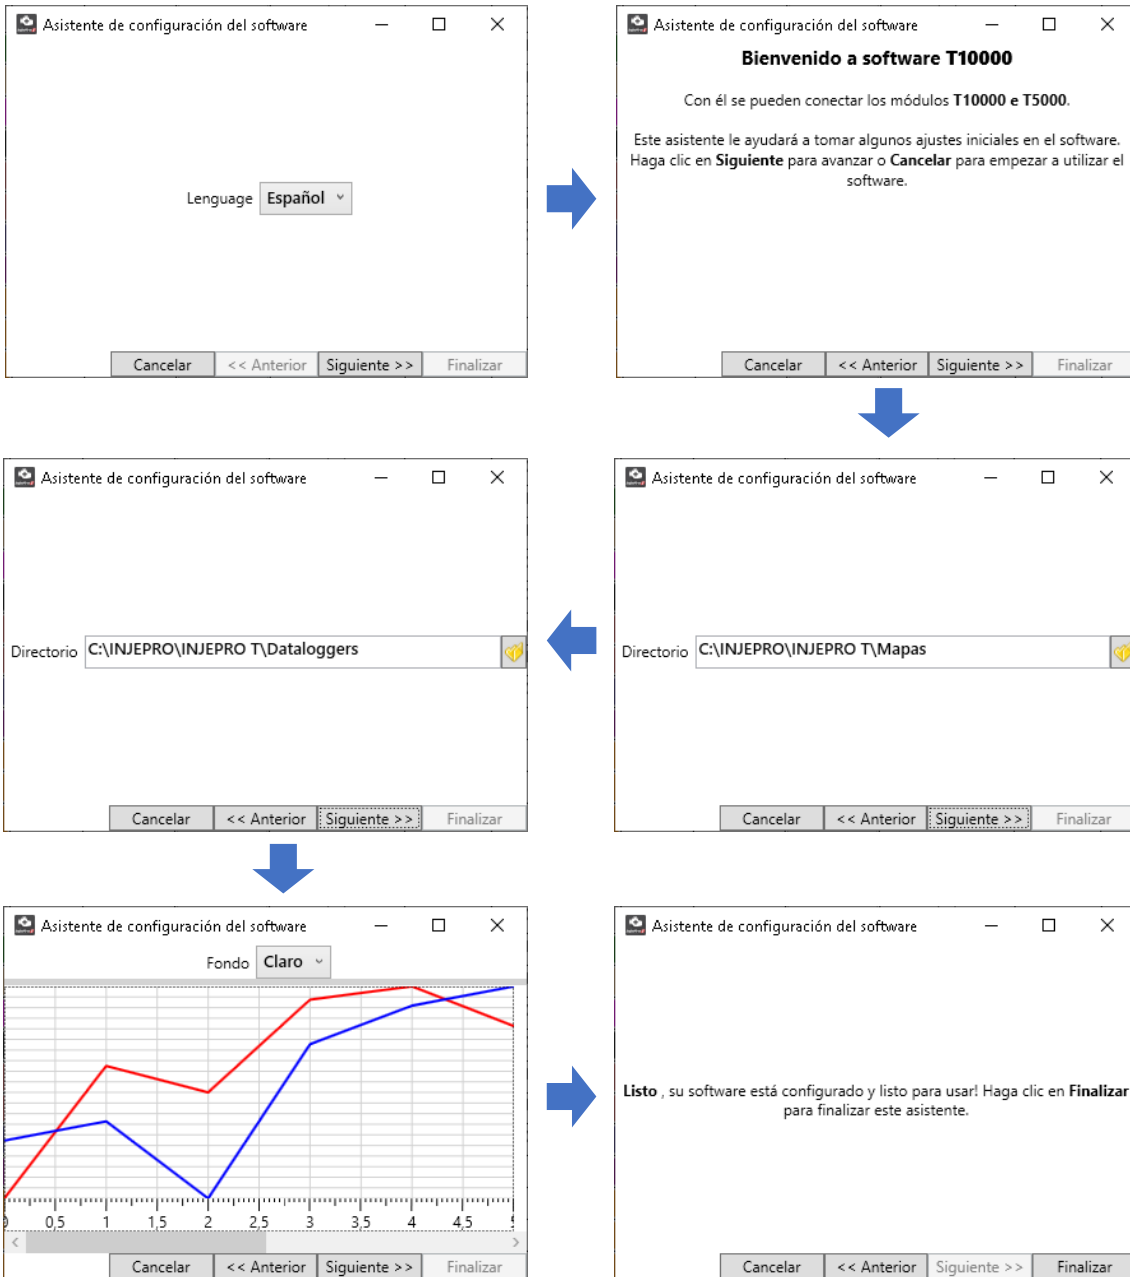 Asistente de configuración del software
Lenguage Español
Cancelar << Anterior Siguiente >> Finalizar
Asistente de configuración del software
Bienvenido a software T10000
Con él se pueden conectar los módulos T10000 e T5000.
Este asistente le ayudará a tomar algunos ajustes iniciales en el software.
Haga clic en Siguiente para avanzar o Cancelar para empezar a utilizar el
software.
Cancelar << Anterior Siguiente >> Finalizar
Asistente de configuración del software
Directorio C:\INJEPRO\INJEPRO T\Mapas
Cancelar << Anterior Siguiente >> Finalizar
Asistente de configuración del software
Directorio C:\INJEPRO\INJEPRO T\Dataloggers
Cancelar << Anterior Siguiente >> Finalizar
Asistente de configuración del software
Fondo Claro
0 0,5 1 1,5 2 2,5 3 3,5 4 4,5 5
Cancelar << Anterior Siguiente >> Finalizar
Asistente de configuración del software
Listo , su software está configurado y listo para usar! Haga clic en Finalizar
para finalizar este asistente.
Cancelar << Anterior Siguiente >> Finalizar